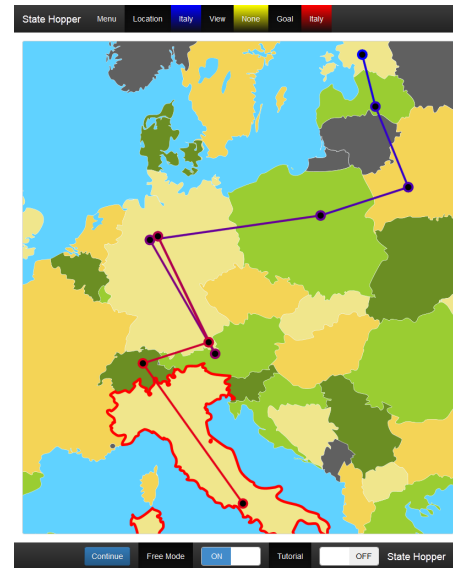 State Hopper Menu Location Italy View None Goal Italy
Continue Free Mode ON Tutorial OFF State Hopper